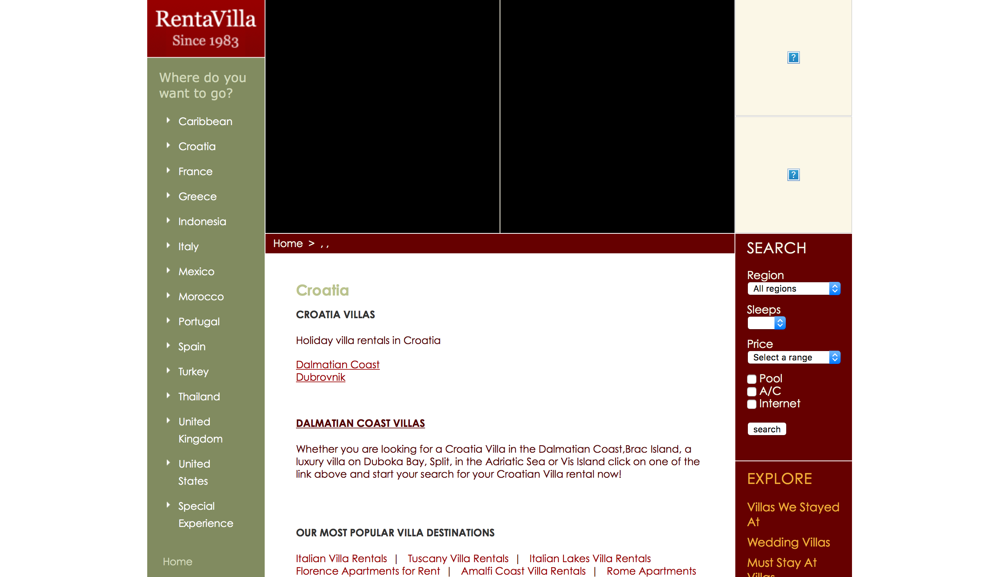 RentaVilla
Since 1983
Where do you
want to go?
Caribbean
Croatia
France
Greece
Indonesia
Italy
Mexico
Morocco
Portugal
Spain
Turkey
Thailand
United
Kingdom
United
States
Special
Experience
Home
Home > , ,
Croatia
CROATIA VILLAS
Holiday villa rentals in Croatia
Dalmatian Coast
Dubrovnik
DALMATIAN COAST VILLAS
Whether you are looking for a Croatia Villa in the Dalmatian Coast,Brac Island, a
luxury villa on Duboka Bay, Split, in the Adriatic Sea or Vis Island click on one of the
link above and start your search for your Croatian Villa rental now!
OUR MOST POPULAR VILLA DESTINATIONS
Italian Villa Rentals | Tuscany Villa Rentals | Italian Lakes Villa Rentals
Florence Apartments for Rent | Amalfi Coast Villa Rentals | Rome Apartments
?
?
SEARCH
Region
All regions
Sleeps
Price
Select a range
Pool
A/C
Internet
search
EXPLORE
Villas We Stayed
At
Wedding Villas
Must Stay At
Villas